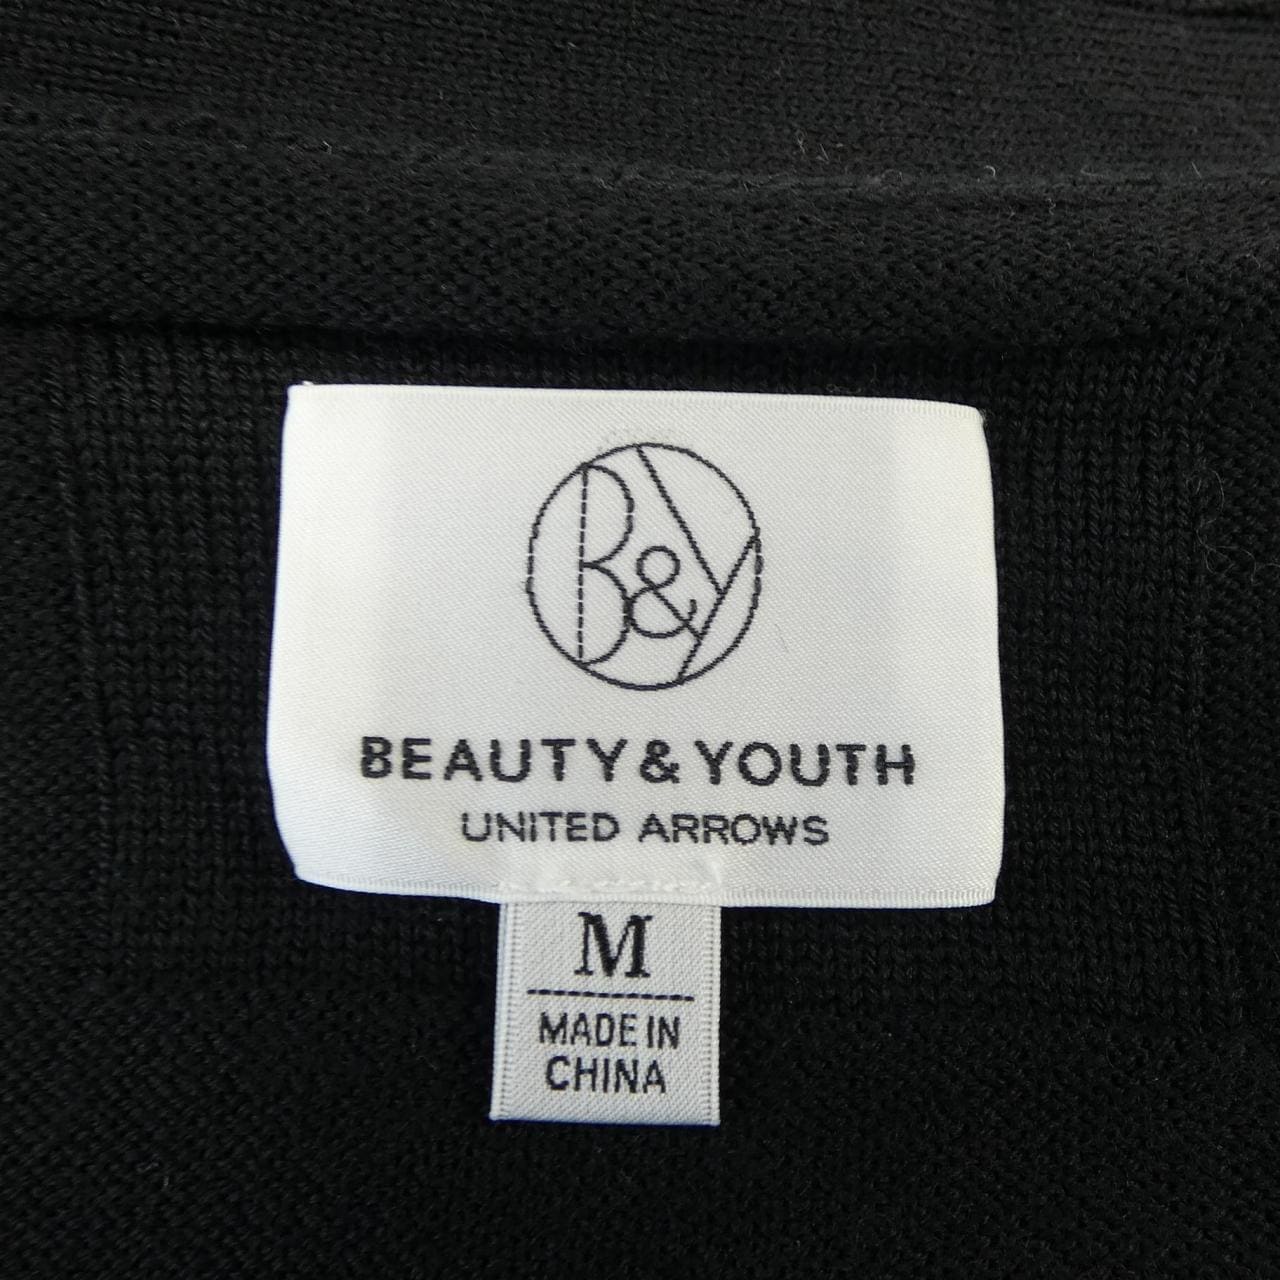 B&Y
BEAUTY & YOUTH
UNITED ARROWS
M
MADE IN
CHINA